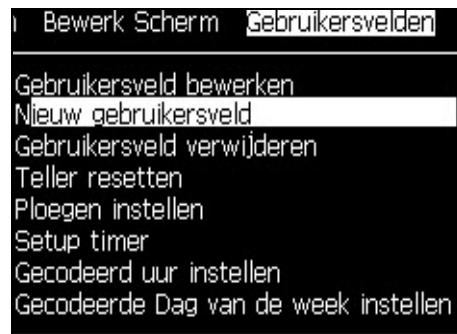 Bewerk Scherm Gebruikersvelden
Gebruikersveld bewerken
Nieuw gebruikersveld
Gebruikersveld verwijderen
Teller resetten
Ploegen instellen
Setup timer
Gecodeerd uur instellen
Gecodeerde Dag van de week instellen